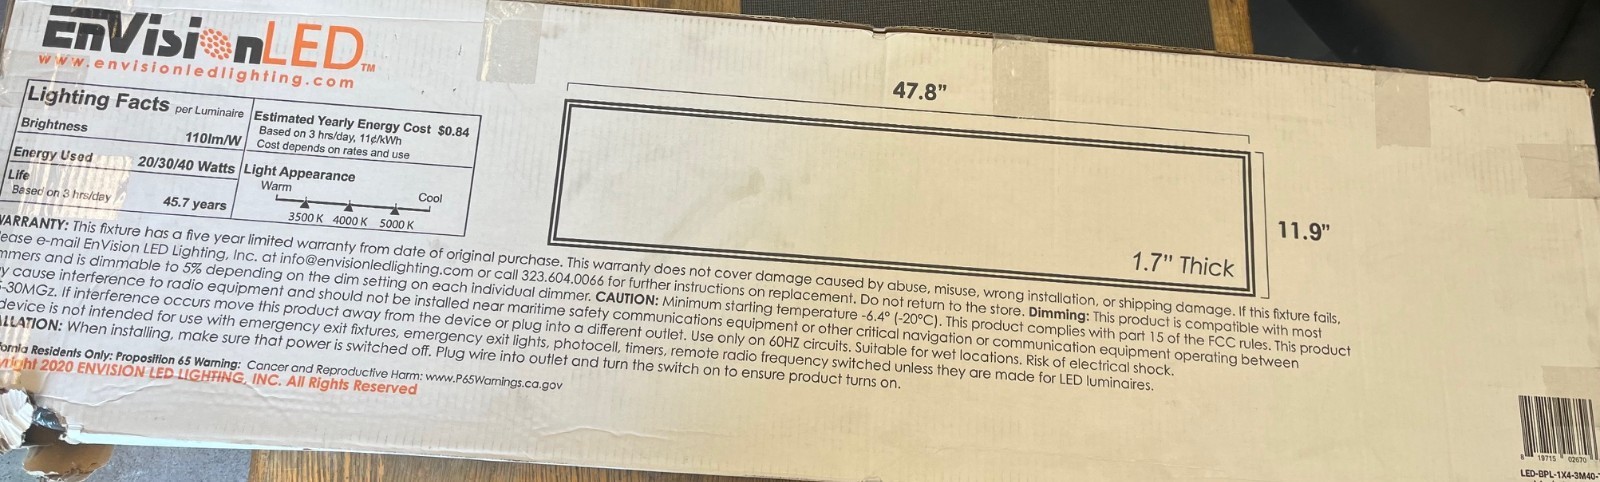 EnVisionLED TM
www.envisionledlighting.com
Lighting Facts per Luminaire
Brightness 110lm/W
Energy Used 20/30/40 Watts
Life
Based on 3 hrs/day 45.7 years
Estimated Yearly Energy Cost $0.84
Based on 3 hrs/day, 11¢/kWh
Cost depends on rates and use
Light Appearance
Warm Cool
3500 K 4000 K 5000 K
47.8”
11.9”
1.7" Thick
WARRANTY: This fixture has a five year limited warranty from date of original purchase. This warranty does not cover damage caused by abuse, misuse, wrong installation, or shipping damage. If this fixture fails,
ease e-mail EnVision LED Lighting, Inc. at info@envisionledlighting.com or call 323.604.0066 for further instructions on replacement. Do not return to the store. Dimming: This product is compatible with most
mmers and is dimmable to 5% depending on the dim setting on each individual dimmer. CAUTION: Minimum starting temperature -6.4° (-20°C). This product complies with part 15 of the FCC rules. This product
y cause interference to radio equipment and should not be installed near maritime safety communications equipment or other critical navigation or communication equipment operating between
-30MGz. If interference occurs move this product away from the device or plug into a different outlet. Use only on 60HZ circuits. Suitable for wet locations. Risk of electrical shock.
device is not intended for use with emergency exit fixtures, emergency exit lights, photocell, timers, remote radio frequency switched unless they are made for LED luminaires.
ALLATION: When installing, make sure that power is switched off. Plug wire into outlet and turn the switch on to ensure product turns on.
ornia Residents Only: Proposition 65 Warning: Cancer and Reproductive Harm: www.P65Warnings.ca.gov
yright 2020 ENVISION LED LIGHTING, INC. All Rights Reserved
8 19715 02670
LED-BPL-1X4-3M40-